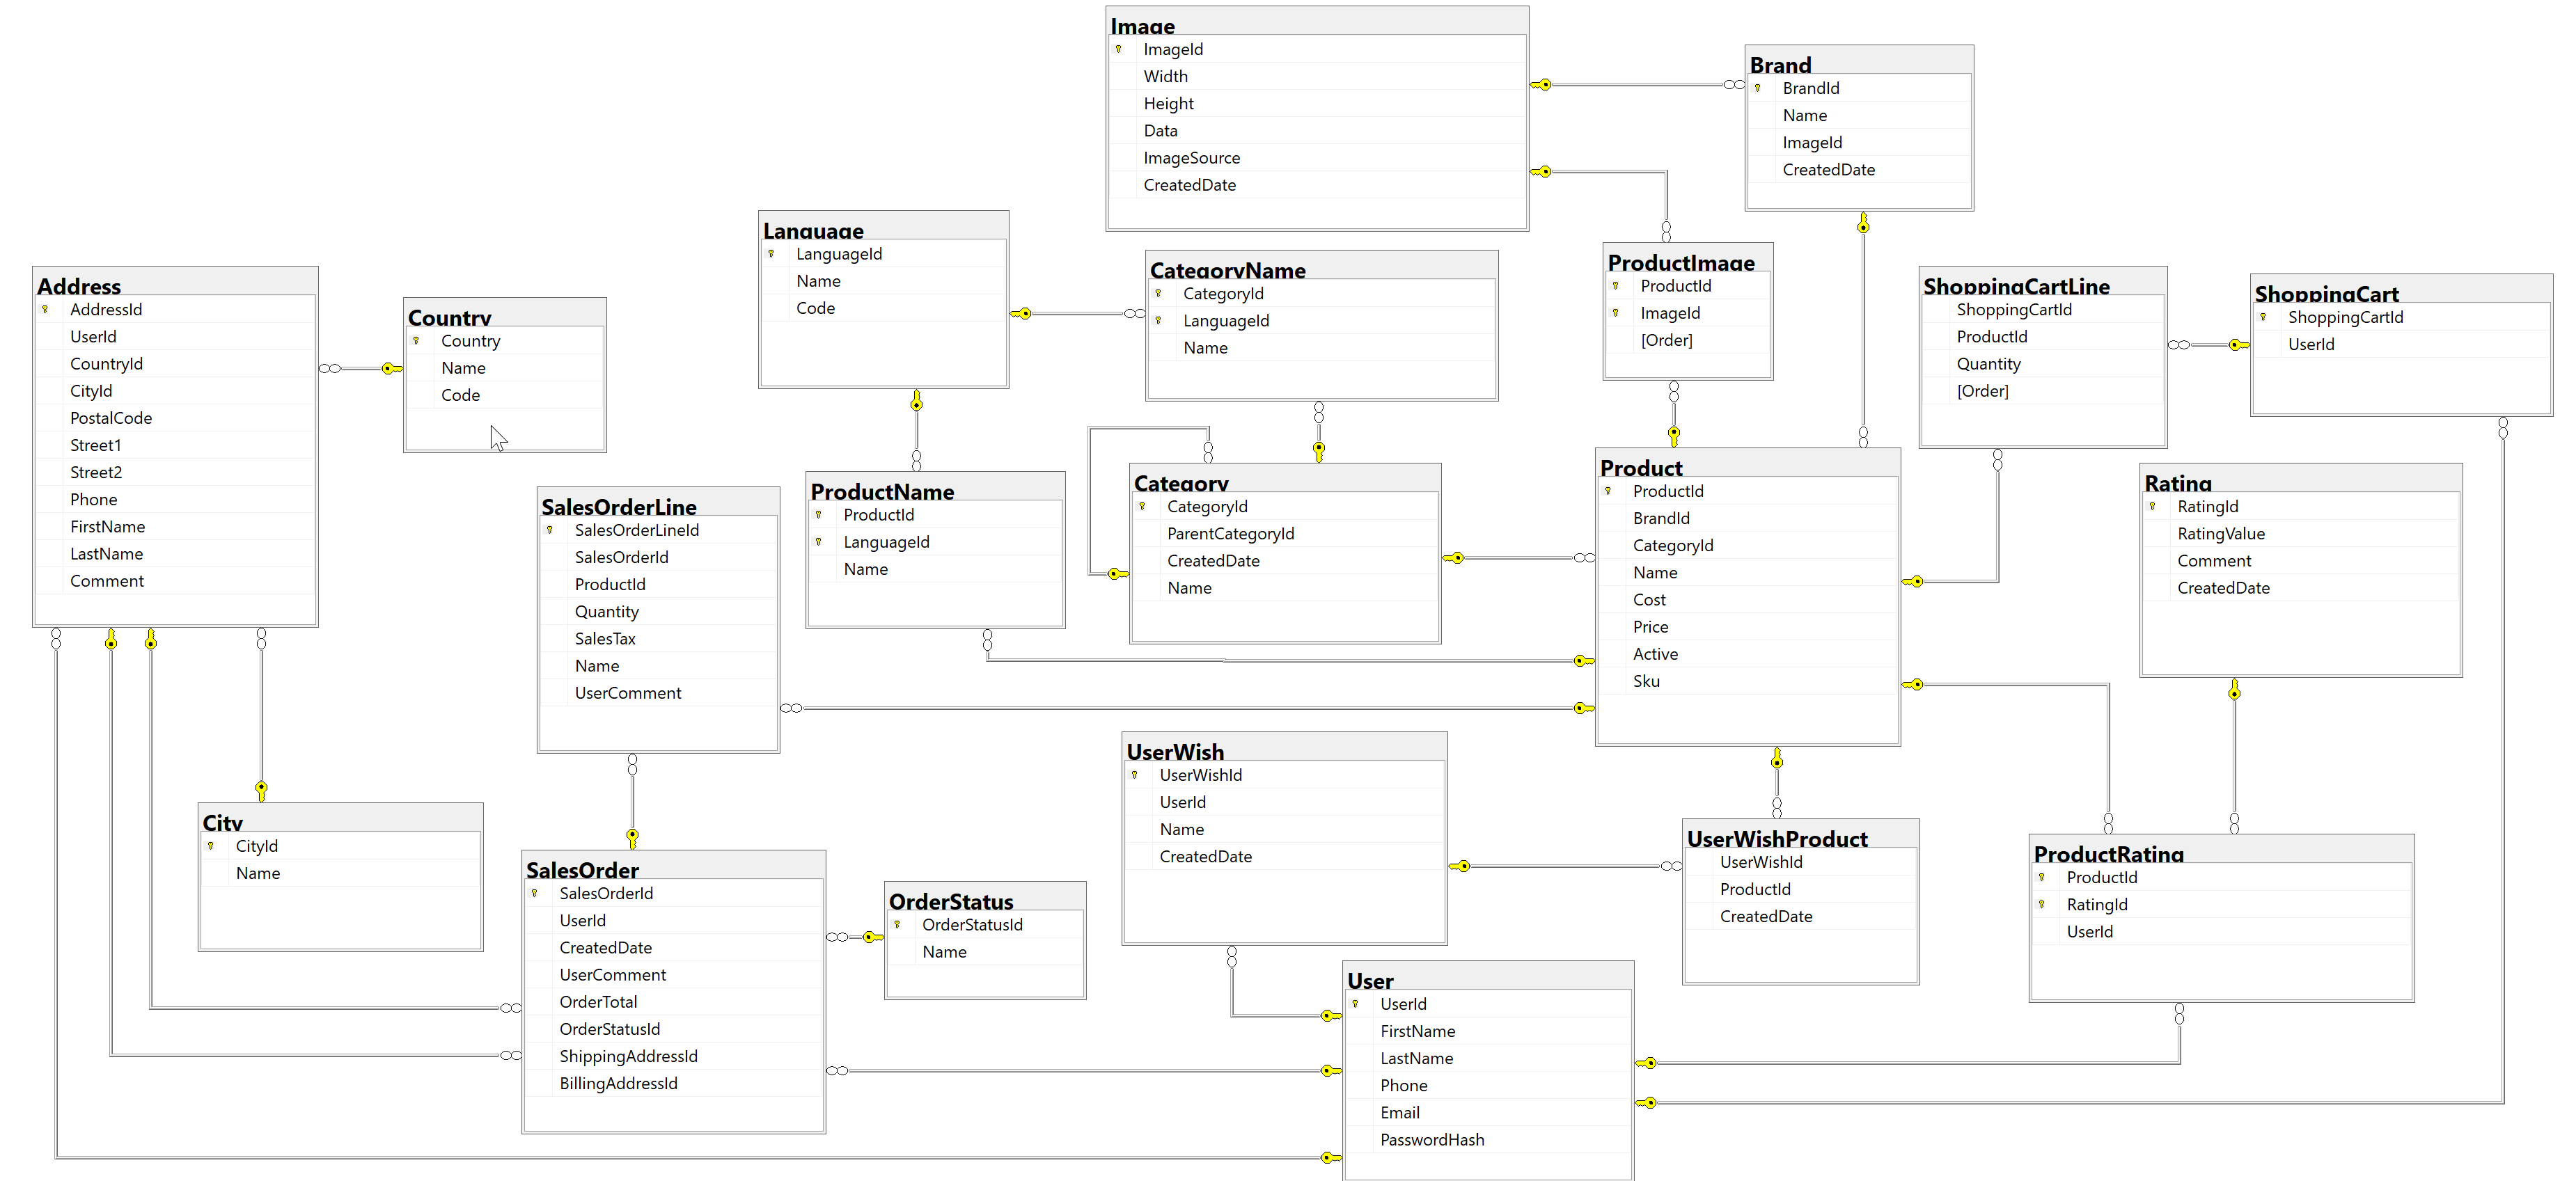 Image
ImageId
Width
Height
Data
ImageSource
CreatedDate
Brand
BrandId
Name
ImageId
CreatedDate
Language
LanguageId
Name
Code
CategoryName
CategoryId
LanguageId
Name
ProductImage
ProductId
ImageId
[Order]
Address
AddressId
UserId
CountryId
CityId
PostalCode
Street1
Street2
Phone
FirstName
LastName
Comment
Country
Country
Name
Code
ShoppingCartLine
ShoppingCartId
ProductId
Quantity
[Order]
ShoppingCart
ShoppingCartId
UserId
SalesOrderLine
SalesOrderLineId
SalesOrderId
ProductId
Quantity
SalesTax
Name
UserComment
ProductName
ProductId
LanguageId
Name
Category
CategoryId
ParentCategoryId
CreatedDate
Name
Product
ProductId
BrandId
CategoryId
Name
Cost
Price
Active
Sku
Rating
RatingId
RatingValue
Comment
CreatedDate
City
CityId
Name
SalesOrder
SalesOrderId
UserId
CreatedDate
UserComment
OrderTotal
OrderStatusId
ShippingAddressId
BillingAddressId
OrderStatus
OrderStatusId
Name
UserWish
UserWishId
UserId
Name
CreatedDate
UserWishProduct
UserWishId
ProductId
CreatedDate
ProductRating
ProductId
RatingId
UserId
User
UserId
FirstName
LastName
Phone
Email
PasswordHash